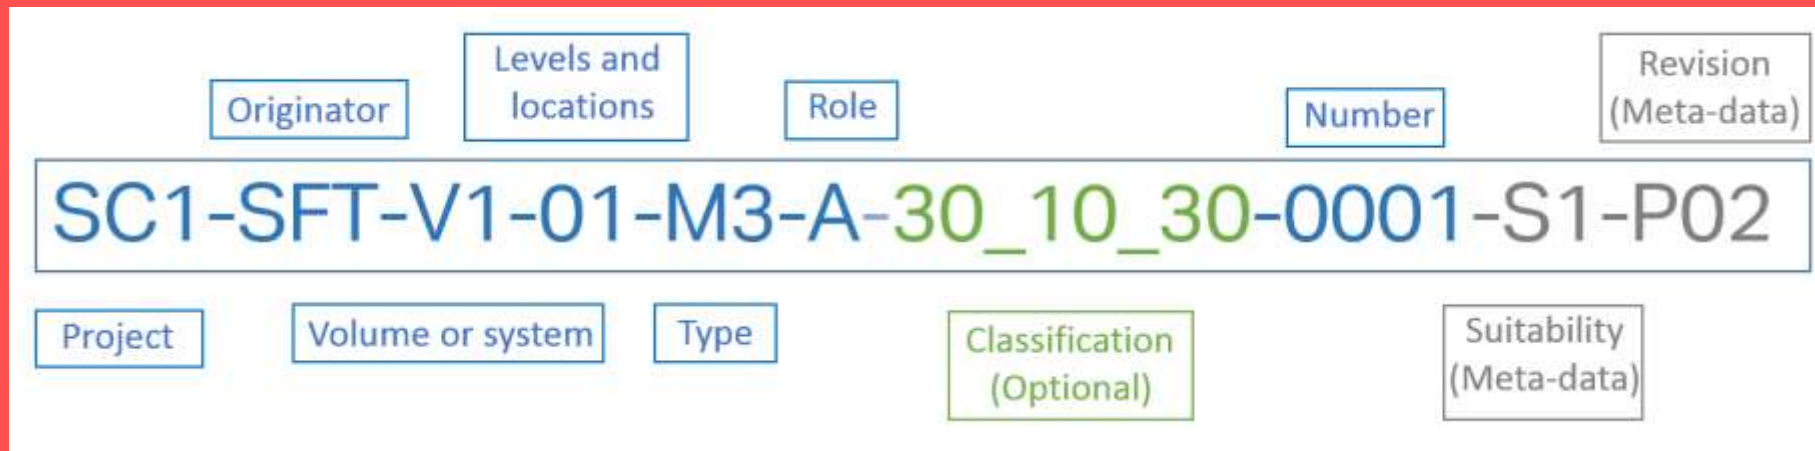 Originator
Levels and
locations
Role
Number
Revision
(Meta-data)
SC1-SFT-V1-01-M3-A-30_10_30-0001-S1-P02
Project
Volume or system
Type
Classification
(Optional)
Suitability
(Meta-data)